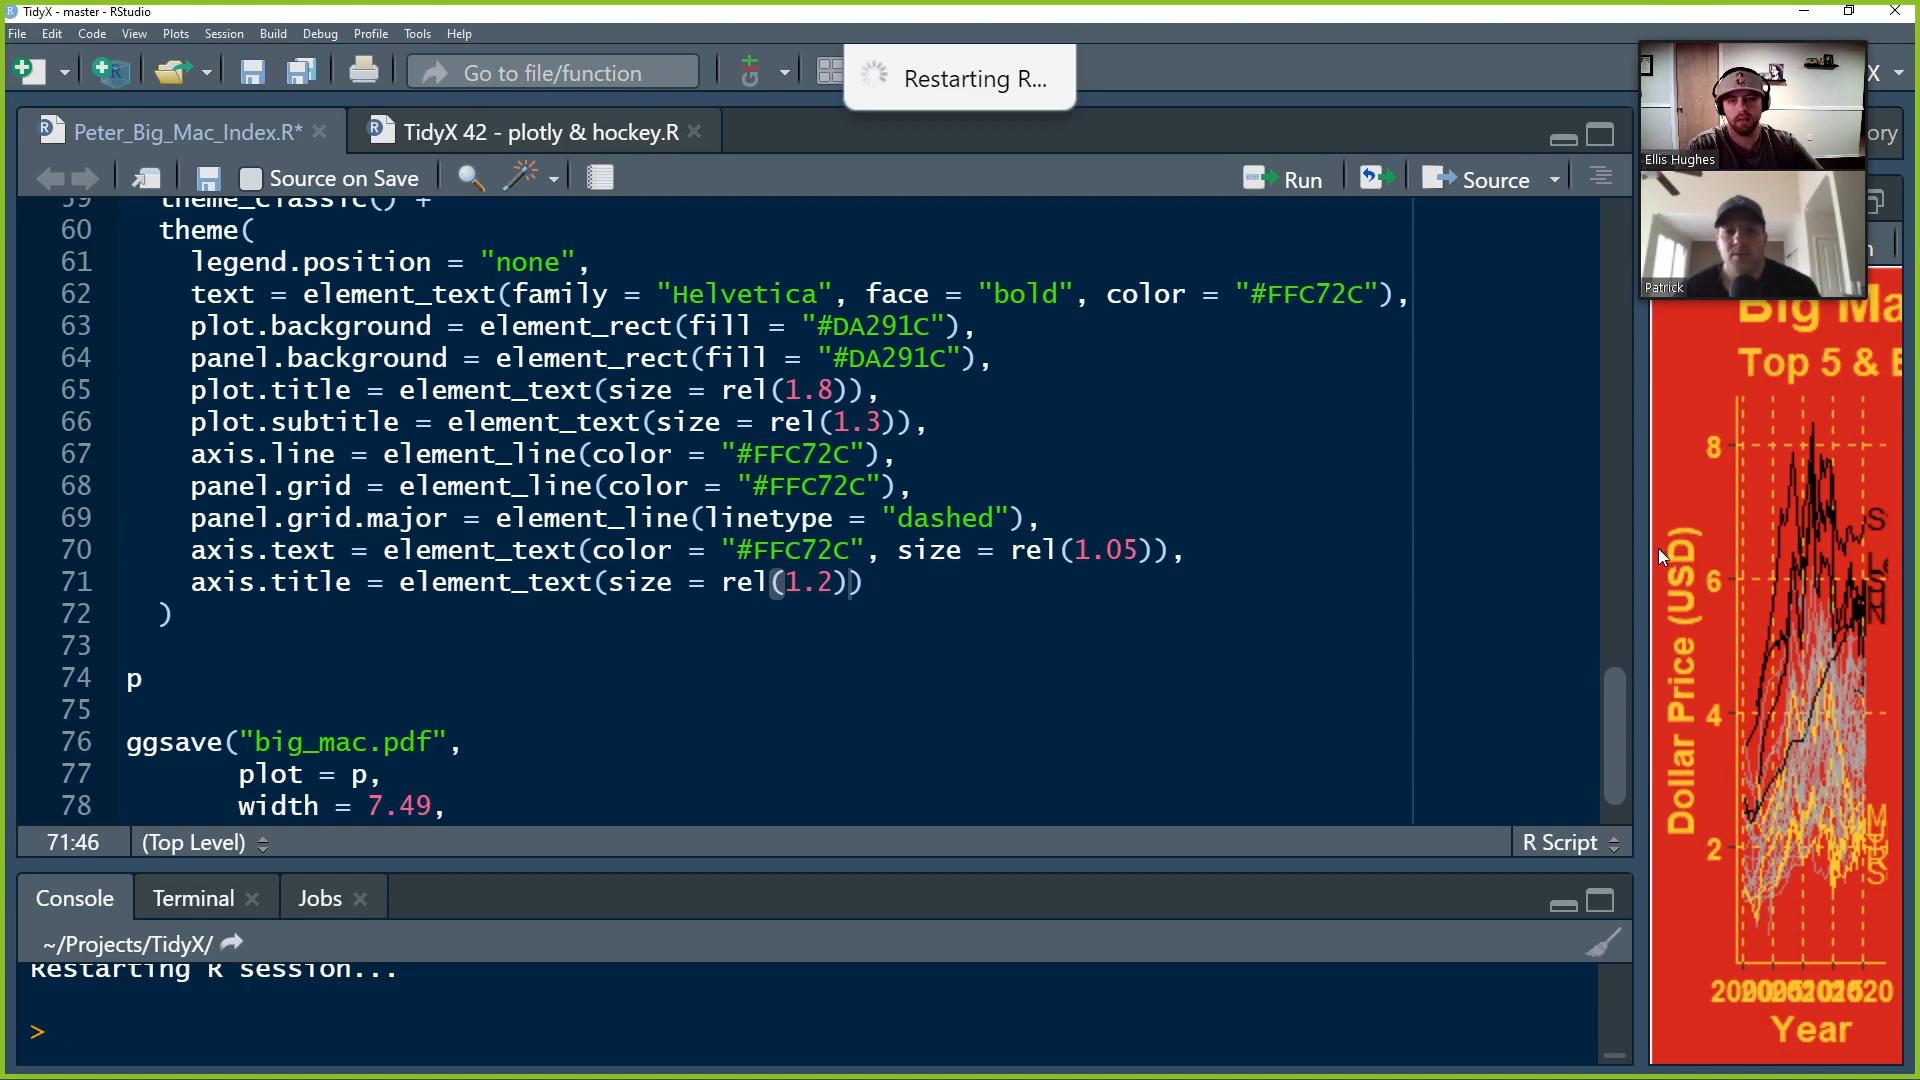 TidyX - master - RStudio
File Edit Code View Plots Session Build Debug Profile Tools Help
Go to file/function
Restarting R...
X
Ellis Hughes
Patrick
Peter_Big_Mac_Index.R*
TidyX 42 - plotly & hockey.R
ory
Source on Save
Run
Source
59 theme_classic() +
60 theme(
61 legend.position = "none",
62 text = element_text(family = "Helvetica", face = "bold", color = "#FFC72C"),
63 plot.background = element_rect(fill = "#DA291C"),
64 panel.background = element_rect(fill = "#DA291C"),
65 plot.title = element_text(size = rel(1.8)),
66 plot.subtitle = element_text(size = rel(1.3)),
67 axis.line = element_line(color = "#FFC72C"),
68 panel.grid = element_line(color = "#FFC72C"),
69 panel.grid.major = element_line(linetype = "dashed"),
70 axis.text = element_text(color = "#FFC72C", size = rel(1.05)),
71 axis.title = element_text(size = rel(1.2))
72 )
73
74 p
75
76 ggsave("big_mac.pdf",
77 plot = p,
78 width = 7.49,
71:46 (Top Level) R Script
Console Terminal Jobs
~/Projects/TidyX/
Restarting R session...
>
Big Ma
Top 5 & B
8
6
4
2
Dollar Price (USD)
Year